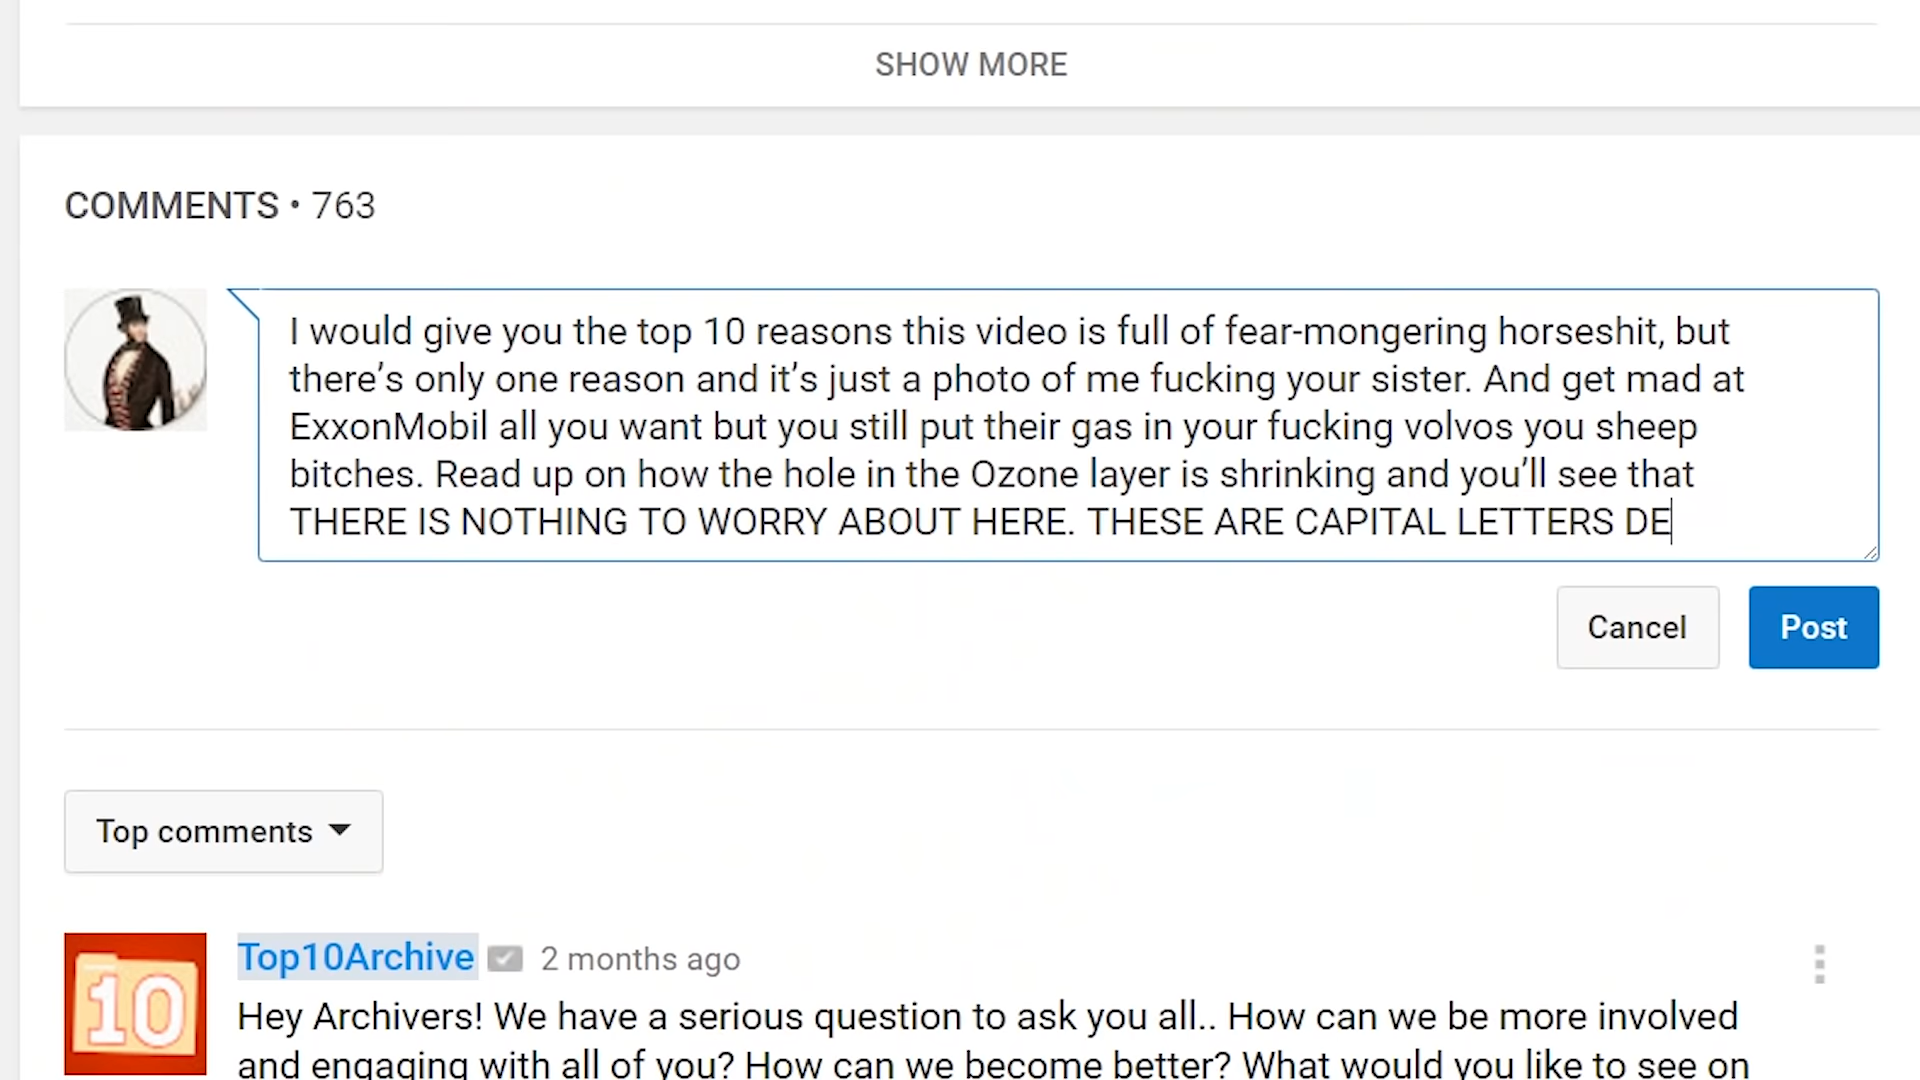 SHOW MORE
COMMENTS • 763
I would give you the top 10 reasons this video is full of fear-mongering horseshit, but
there’s only one reason and it’s just a photo of me fucking your sister. And get mad at
ExxonMobil all you want but you still put their gas in your fucking volvos you sheep
bitches. Read up on how the hole in the Ozone layer is shrinking and you’ll see that
THERE IS NOTHING TO WORRY ABOUT HERE. THESE ARE CAPITAL LETTERS DE
Cancel Post
Top comments
10
Top10Archive 2 months ago
Hey Archivers! We have a serious question to ask you all.. How can we be more involved
and engaging with all of you? How can we become better? What would you like to see on